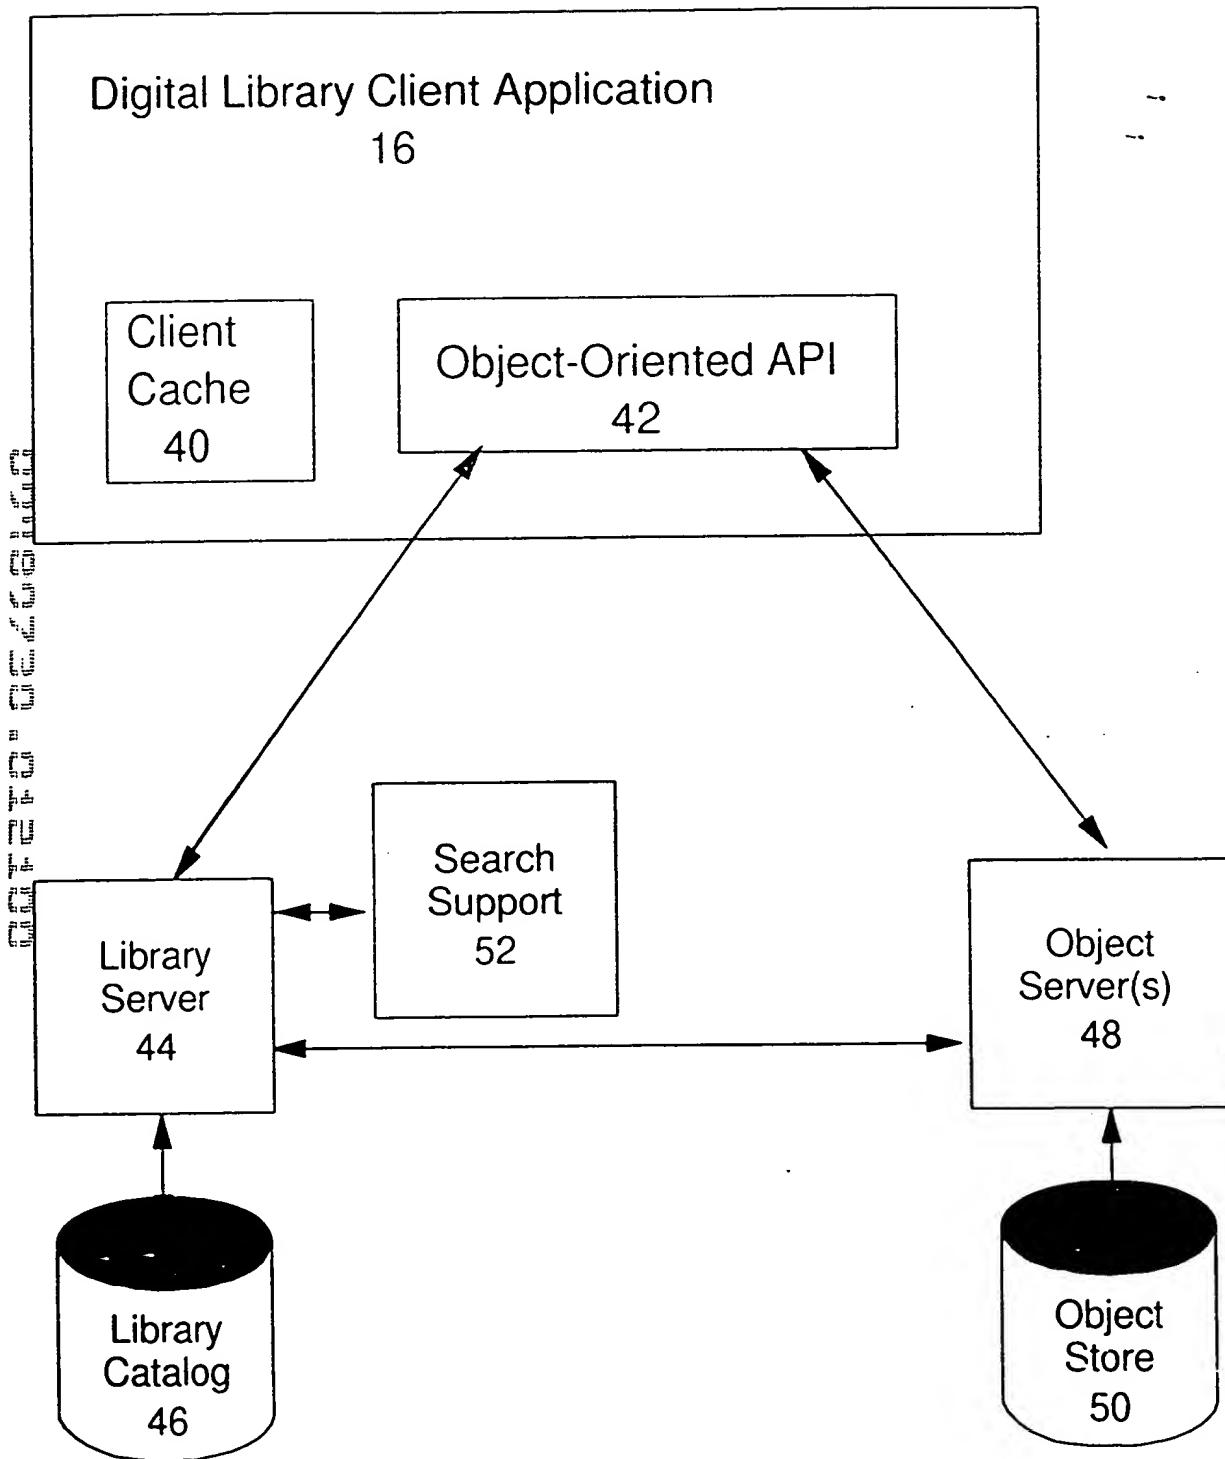 Digital Library Client Application
16
Client
Cache
40
Object-Oriented API
42
Search
Support
52
Library
Server
44
Object
Server(s)
48
Library
Catalog
46
Object
Store
50